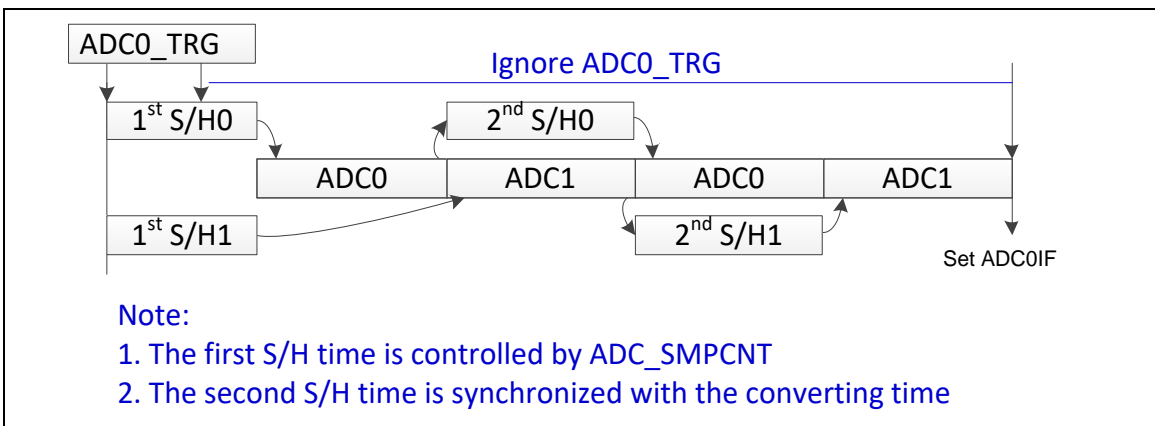 ADC0_TRG
Ignore ADC0_TRG
1st S/H0
2nd S/H0
ADC0
ADC1
ADC0
ADC1
1st S/H1
2nd S/H1
Set ADC0IF
Note:
1. The first S/H time is controlled by ADC_SMPCNT
2. The second S/H time is synchronized with the converting time